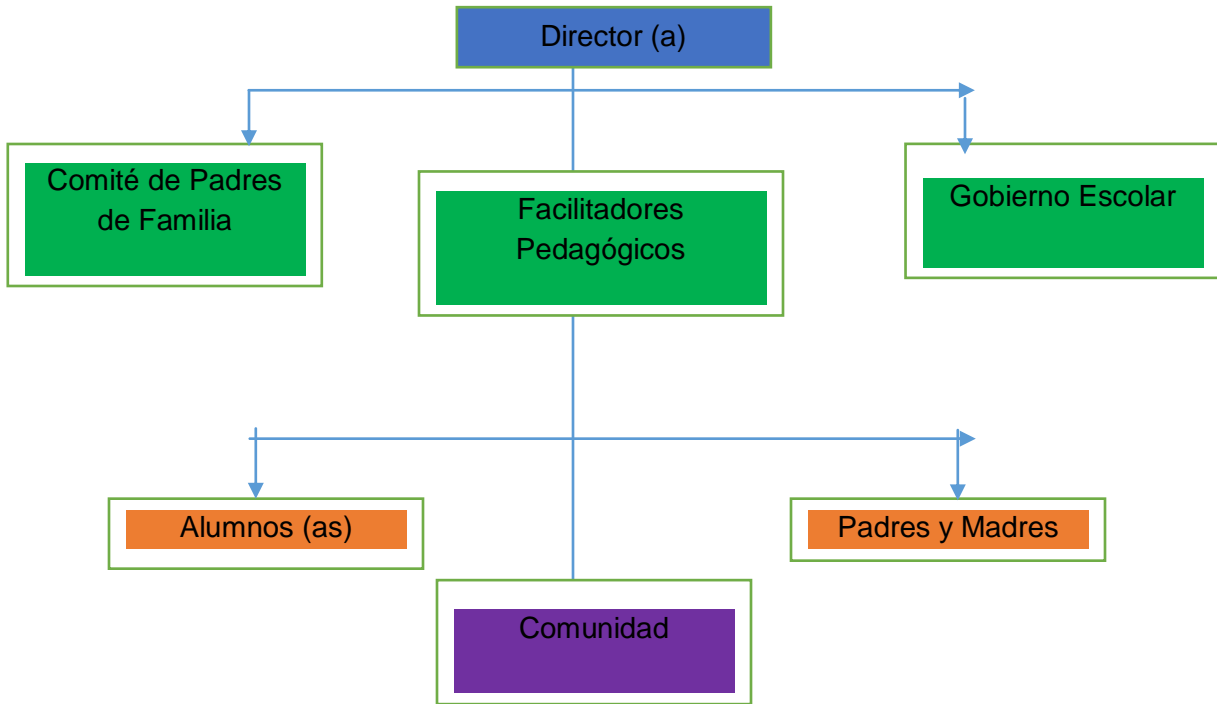 Director (a)
Comité de Padres
de Familia
Facilitadores
Pedagógicos
Gobierno Escolar
Alumnos (as)
Padres y Madres
Comunidad